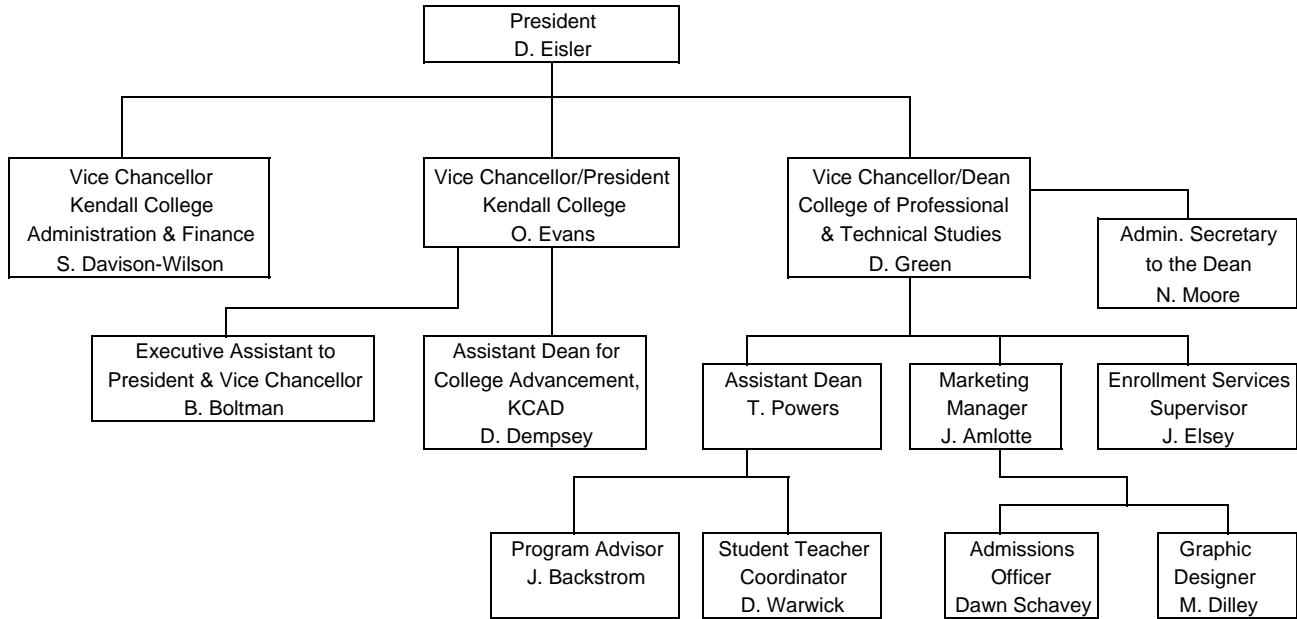 President
D. Eisler
Vice Chancellor
Kendall College
Administration & Finance
S. Davison-Wilson
Vice Chancellor/President
Kendall College
O. Evans
Vice Chancellor/Dean
College of Professional
& Technical Studies
D. Green
Admin. Secretary
to the Dean
N. Moore
Executive Assistant to
President & Vice Chancellor
B. Boltman
Assistant Dean for
College Advancement,
KCAD
D. Dempsey
Assistant Dean
T. Powers
Marketing
Manager
J. Amlotte
Enrollment Services
Supervisor
J. Elsey
Program Advisor
J. Backstrom
Student Teacher
Coordinator
D. Warwick
Admissions
Officer
Dawn Schavey
Graphic
Designer
M. Dilley